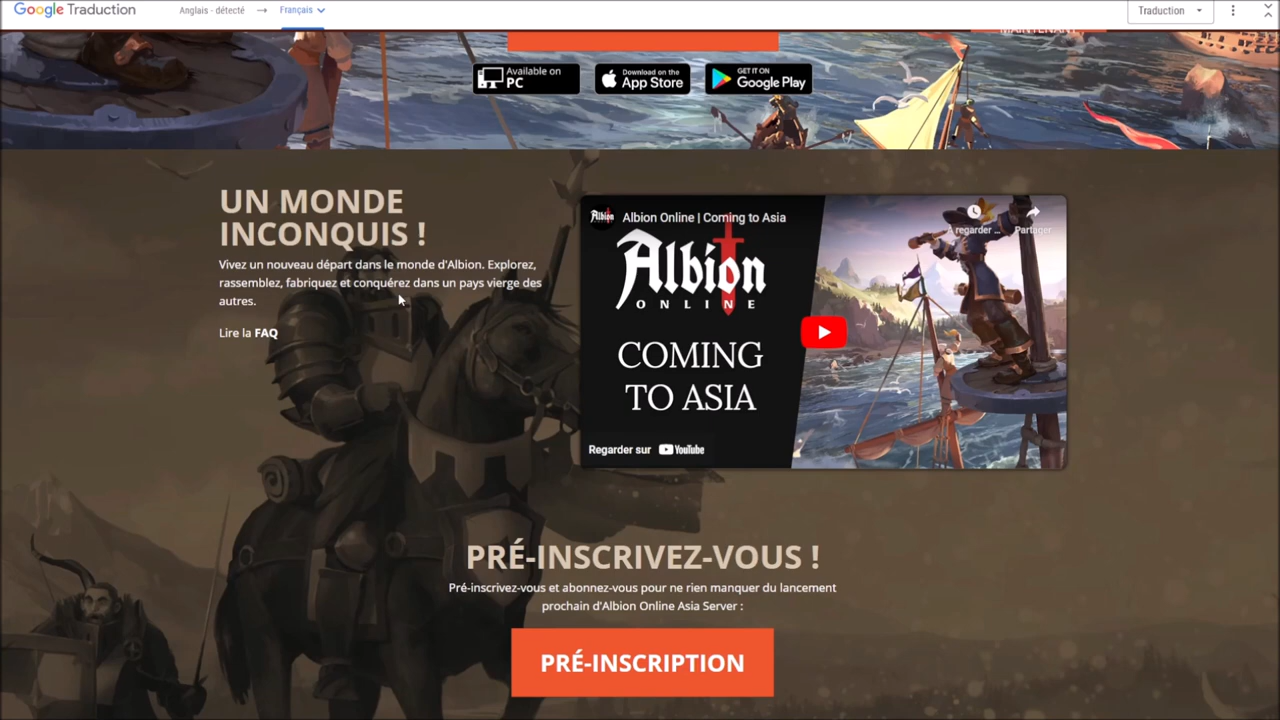 Google Traduction
Anglais - détecté → Français
Traduction
MAINTENANT
Available on
PC
Download on the
App Store
GET IT ON
Google Play
UN MONDE
INCONQUIS !
Vivez un nouveau départ dans le monde d'Albion. Explorez,
rassemblez, fabriquez et conquérez dans un pays vierge des
autres.
Lire la FAQ
Albion
Albion Online | Coming to Asia
À regarder ...
Partager
Albion
ONLINE
COMING
TO ASIA
Regarder sur YouTube
PRÉ-INSCRIVEZ-VOUS !
Pré-inscrivez-vous et abonnez-vous pour ne rien manquer du lancement
prochain d'Albion Online Asia Server :
PRÉ-INSCRIPTION